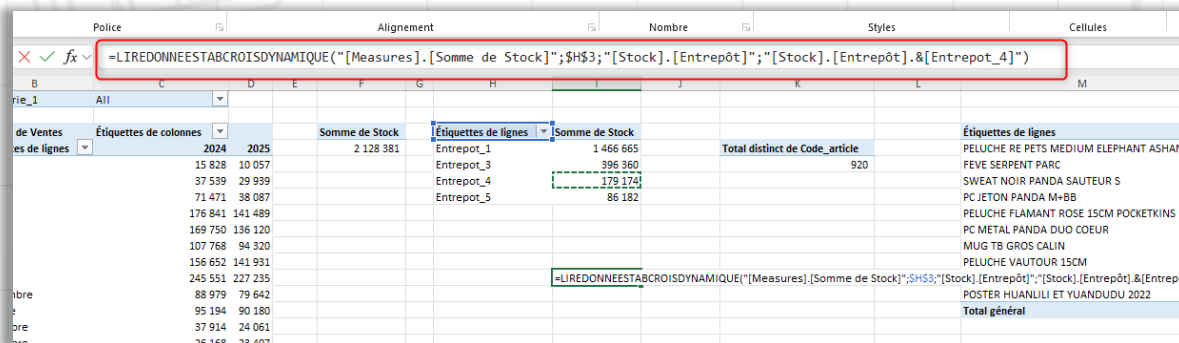 Police Alignement Nombre Styles Cellules
fx =LIREDONNEESTABCROISDYNAMIQUE("[Measures].[Somme de Stock]";$H$3;"[Stock].[Entrepôt]";"[Stock].[Entrepôt].&[Entrepot_4]")
B C D E F G H I J K L M
rie_1 All
de Ventes Étiquettes de colonnes Somme de Stock Étiquettes de lignes Somme de Stock Étiquettes de lignes
es de lignes 2024 2025 2 128 381 Entrepot_1 1 466 665 Total distinct de Code_article PELUCHE RE PETS MEDIUM ELEPHANT ASHAN
15 828 10 057 Entrepot_3 396 360 920 FEVE SERPENT PARC
37 539 29 939 Entrepot_4 179 174 SWEAT NOIR PANDA SAUTEUR S
71 471 38 087 Entrepot_5 86 182 PC JETON PANDA M+BB
176 841 141 489 PELUCHE FLAMANT ROSE 15CM POCKETKINS
169 750 136 120 PC METAL PANDA DUO COEUR
107 768 94 320 MUG TB GROS CALIN
156 652 141 931 PELUCHE VAUTOUR 15CM
245 551 227 235 =LIREDONNEESTABCROISDYNAMIQUE("[Measures].[Somme de Stock]";$H$3;"[Stock].[Entrepôt]";"[Stock].[Entrepôt].&[Entrep
mbre 88 979 79 642 POSTER HUANLILI ET YUANDUDU 2022
95 194 90 180 Total général
bre 37 914 24 061
26 168 23 407